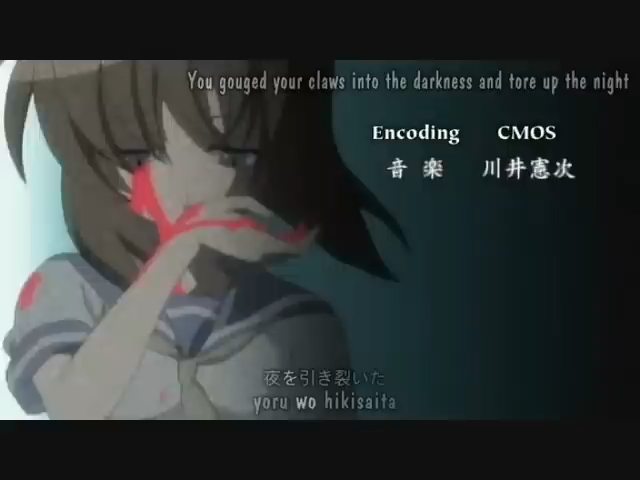 You gouged your claws into the darkness and tore up the night
Encoding CMOS
音楽 川井憲次
夜を引き裂いた
yoru wo hikisaita